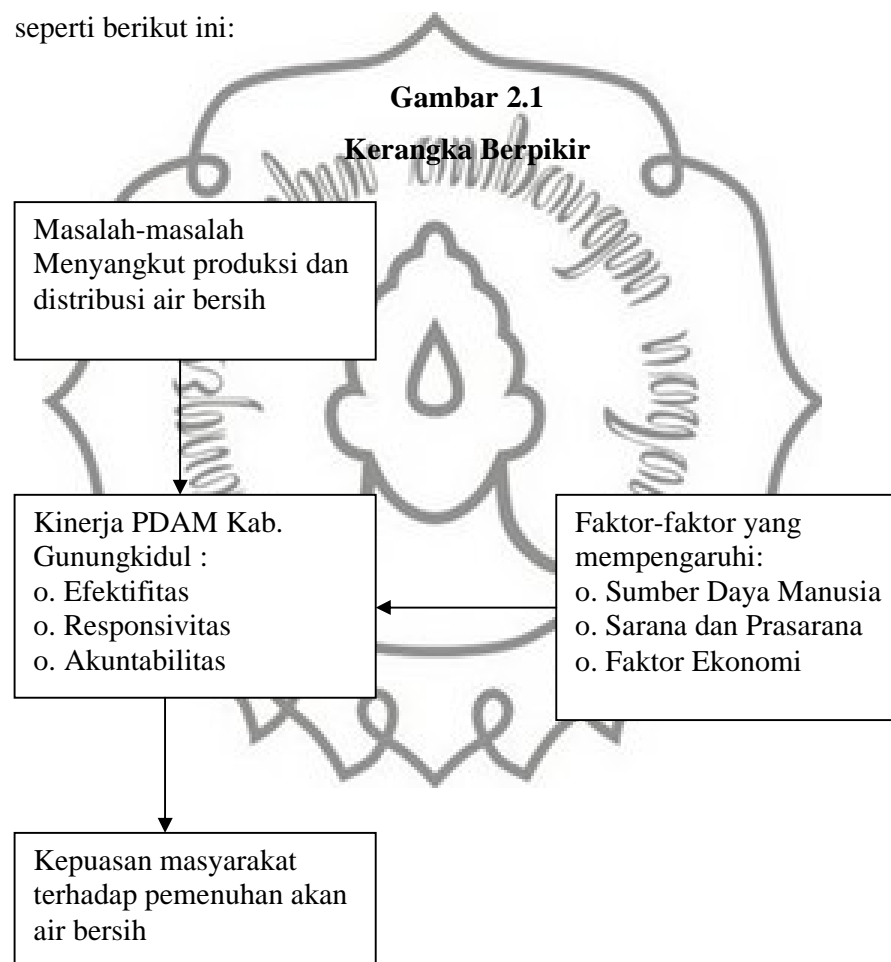 seperti berikut ini:
Gambar 2.1
Kerangka Berpikir
Masalah-masalah
Menyangkut produksi dan
distribusi air bersih
Kinerja PDAM Kab.
Gunungkidul :
o. Efektifitas
o. Responsivitas
o. Akuntabilitas
Faktor-faktor yang
mempengaruhi:
o. Sumber Daya Manusia
o. Sarana dan Prasarana
o. Faktor Ekonomi
Kepuasan masyarakat
terhadap pemenuhan akan
air bersih